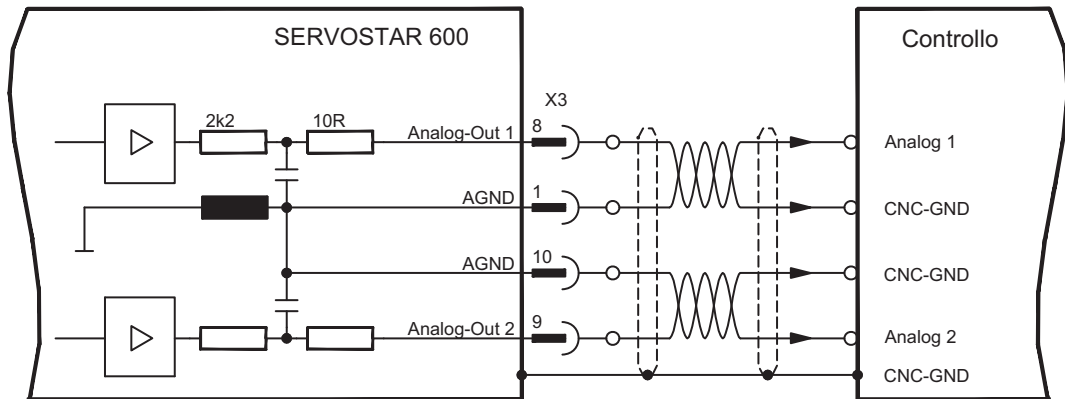 SERVOSTAR 600
Controllo
X3
2k2
10R
Analog-Out 1
8
Analog 1
AGND
1
CNC-GND
AGND
10
CNC-GND
Analog-Out 2
9
Analog 2
CNC-GND